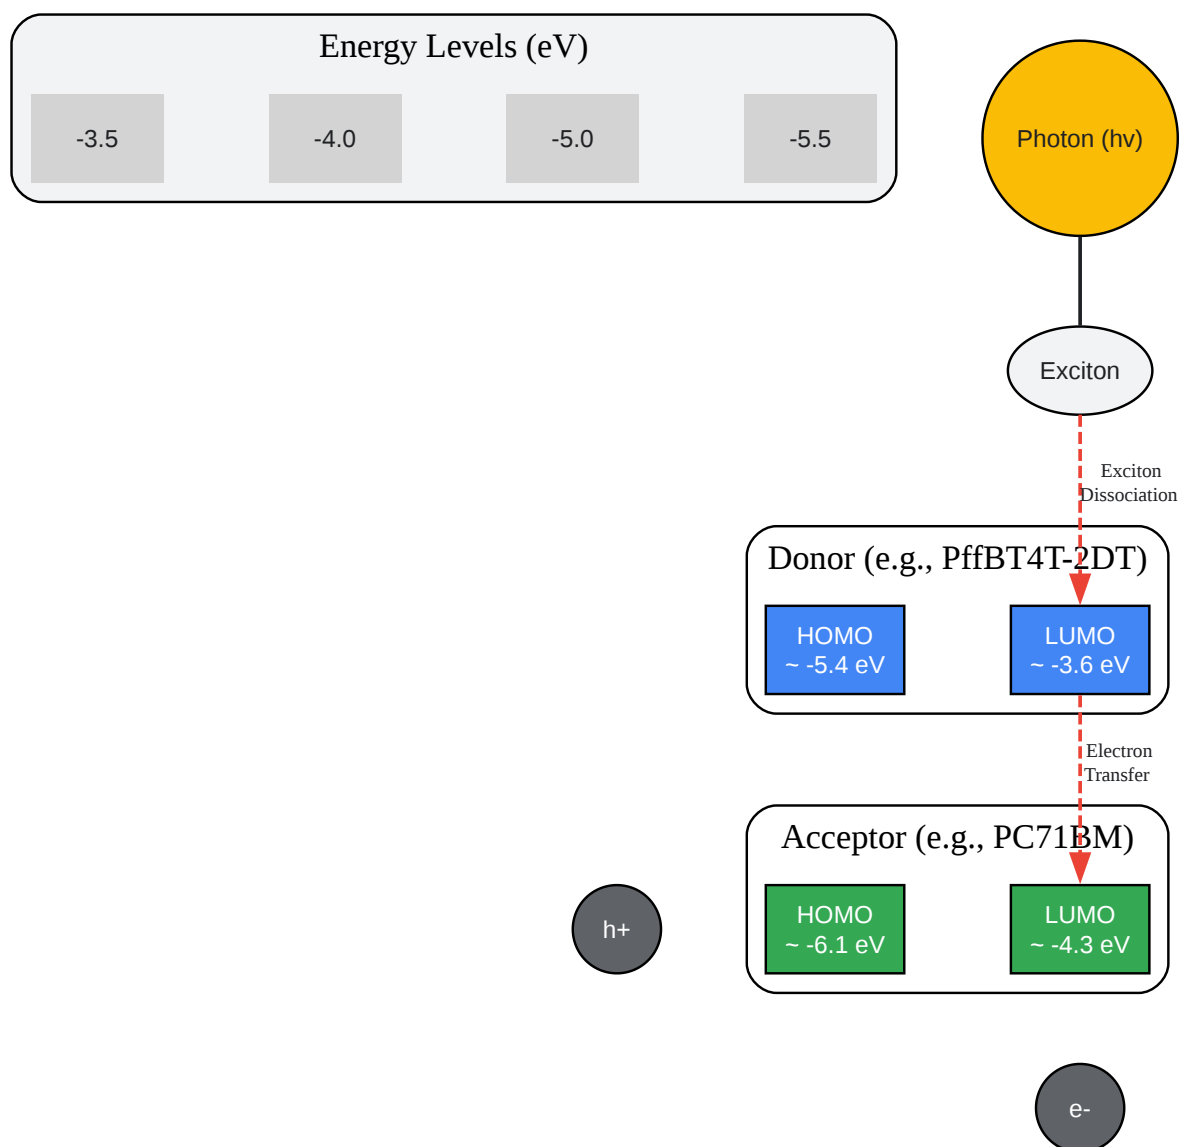 Energy Levels (eV)
-3.5
-4.0
-5.0
-5.5
Photon (hv)
Exciton
Exciton
Dissociation
Donor (e.g., PffBT4T-2DT)
HOMO
~ -5.4 eV
LUMO
~ -3.6 eV
Electron
Transfer
Acceptor (e.g., PC71BM)
HOMO
~ -6.1 eV
LUMO
~ -4.3 eV
h+
e-